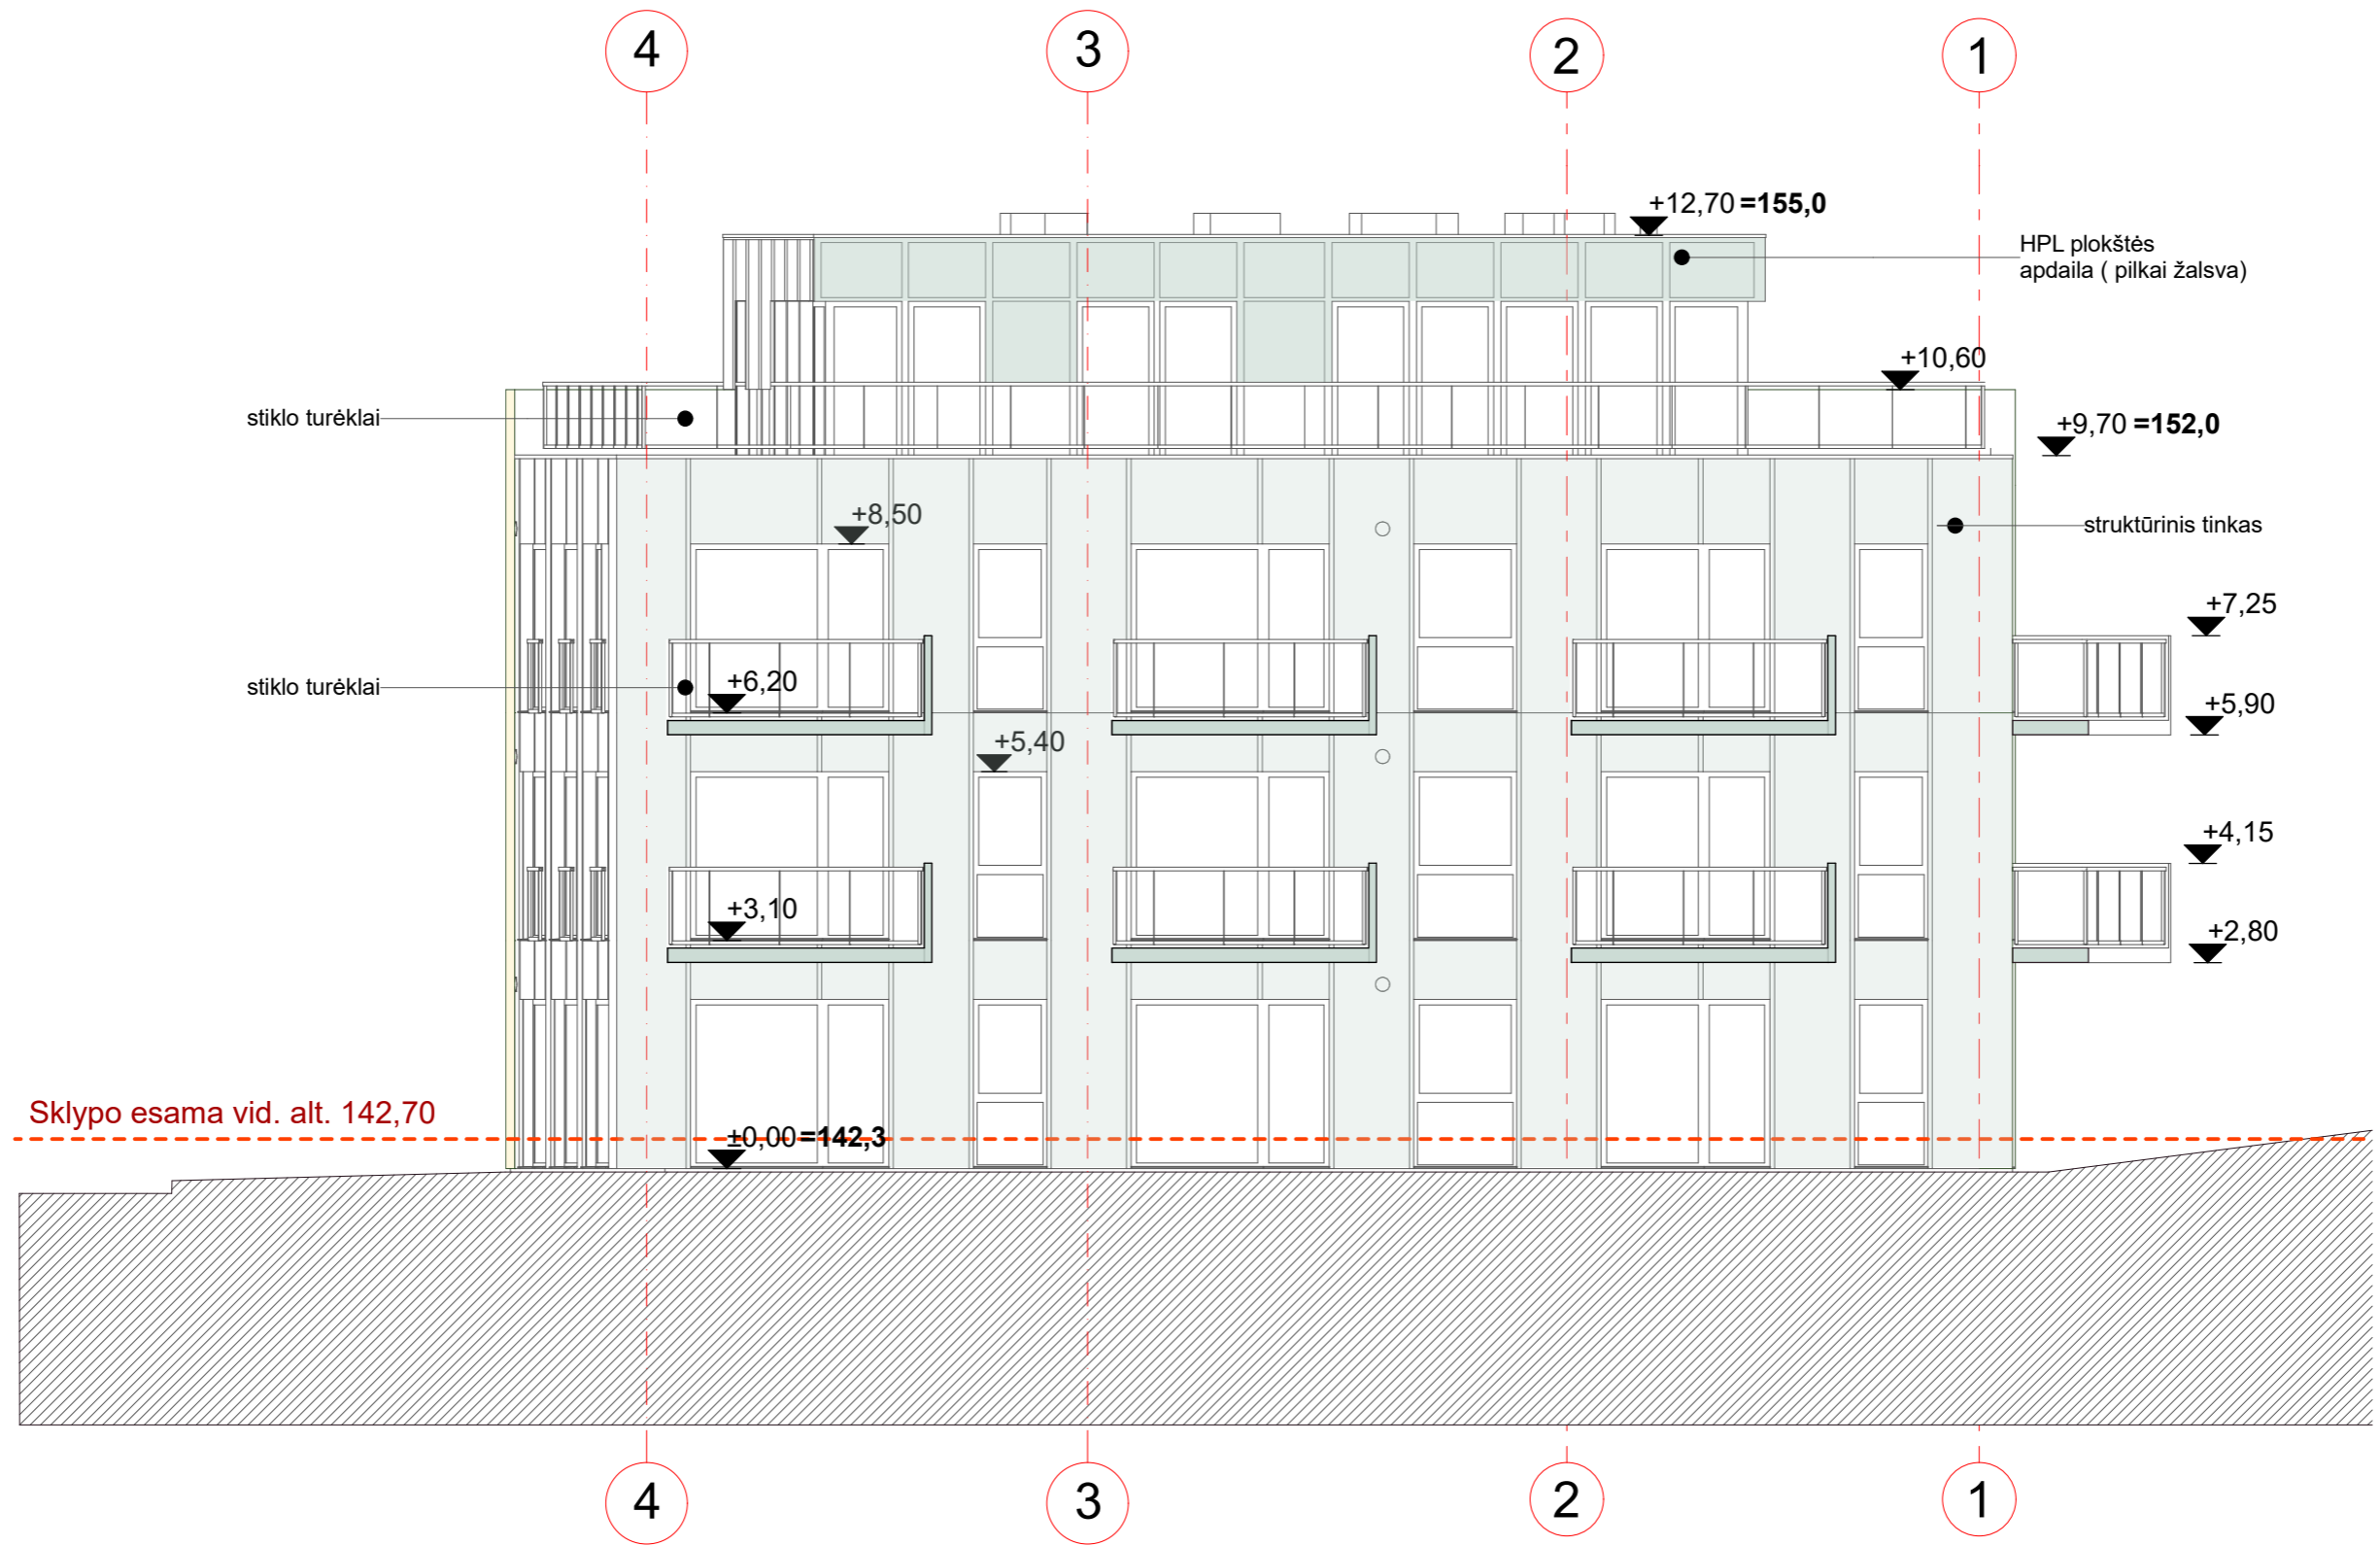 4 3 2 1
+12,70 =155,0
HPL plokštės
apdaila ( pilkai žalsva)
+10,60
stiklo turėklai
+9,70 =152,0
+8,50
struktūrinis tinkas
+7,25
stiklo turėklai
+6,20
+5,90
+5,40
+4,15
+3,10
+2,80
Sklypo esama vid. alt. 142,70
±0,00 =142,3
4 3 2 1